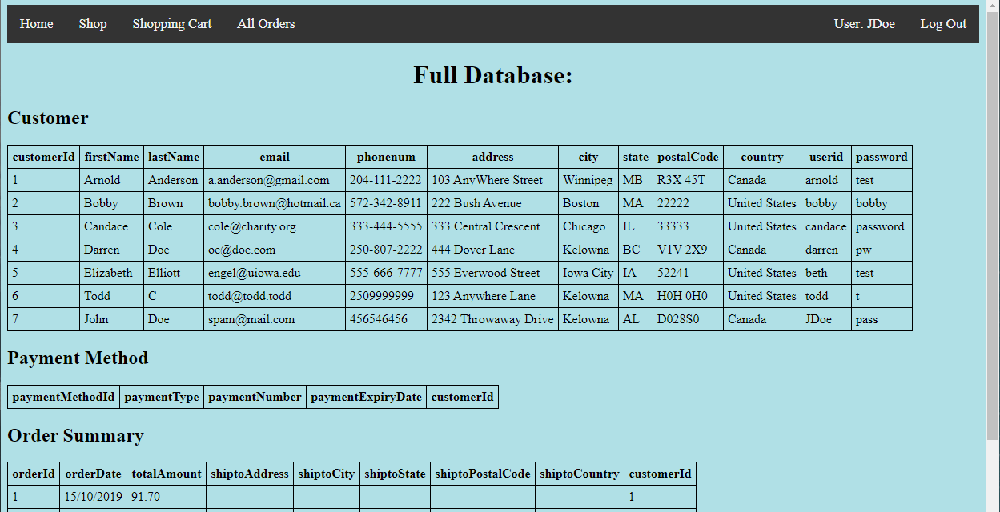 Home Shop Shopping Cart All Orders User: JDoe Log Out
Full Database:
Customer
customerId firstName lastName email phonenum address city state postalCode country userid password
1 Arnold Anderson a.anderson@gmail.com 204-111-2222 103 AnyWhere Street Winnipeg MB R3X 45T Canada arnold test
2 Bobby Brown bobby.brown@hotmail.ca 572-342-8911 222 Bush Avenue Boston MA 22222 United States bobby bobby
3 Candace Cole cole@charity.org 333-444-5555 333 Central Crescent Chicago IL 33333 United States candace password
4 Darren Doe oe@doe.com 250-807-2222 444 Dover Lane Kelowna BC V1V 2X9 Canada darren pw
5 Elizabeth Elliott engel@uiowa.edu 555-666-7777 555 Everwood Street Iowa City IA 52241 United States beth test
6 Todd C todd@todd.todd 2509999999 123 Anywhere Lane Kelowna MA H0H 0H0 United States todd t
7 John Doe spam@mail.com 456546456 2342 Throwaway Drive Kelowna AL D028S0 Canada JDoe pass
Payment Method
paymentMethodId paymentType paymentNumber paymentExpiryDate customerId
Order Summary
orderId orderDate totalAmount shiptoAddress shiptoCity shiptoState shiptoPostalCode shiptoCountry customerId
1 15/10/2019 91.70 1